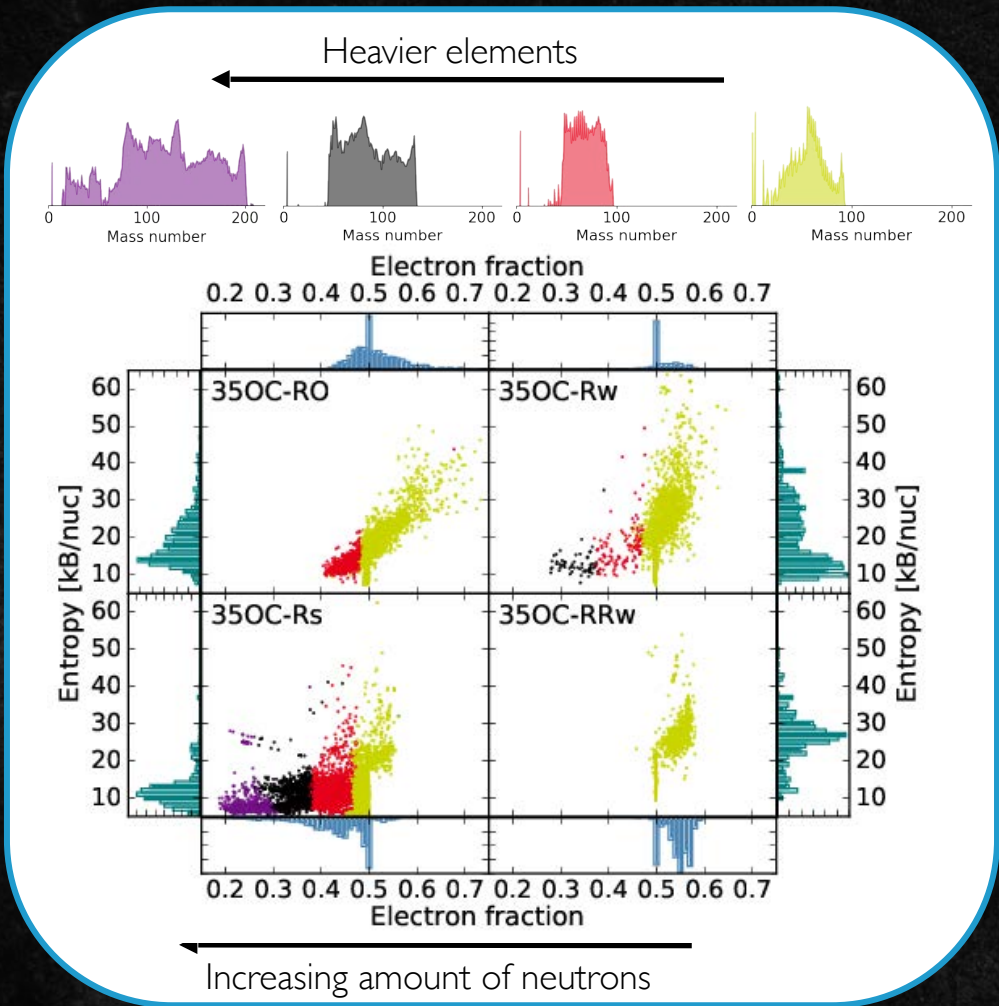 Heavier elements
0 100 200 0 100 200 0 100 200 0 100 200
Mass number Mass number Mass number Mass number
Electron fraction
0.2 0.3 0.4 0.5 0.6 0.7 0.2 0.3 0.4 0.5 0.6 0.7
35OC-RO 35OC-Rw
60 60
50 50
40 40
30 30
20 20
10 10
Entropy [kB/nuc] Entropy [kB/nuc]
35OC-Rs 35OC-RRw
60 60
50 50
40 40
30 30
20 20
10 10
0.2 0.3 0.4 0.5 0.6 0.7 0.2 0.3 0.4 0.5 0.6 0.7
Electron fraction
Increasing amount of neutrons